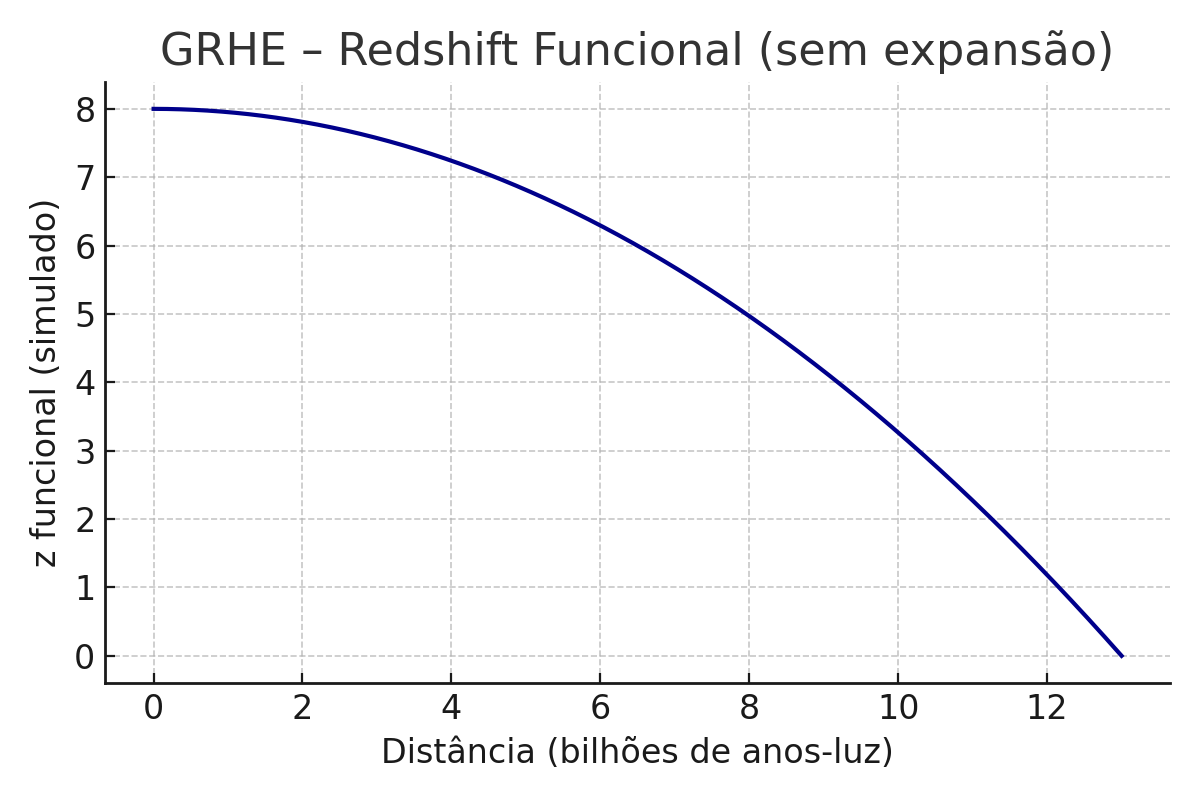 GRHE – Redshift Funcional (sem expansão)
z funcional (simulado)
8
7
6
5
4
3
2
1
0
0 2 4 6 8 10 12
Distância (bilhões de anos-luz)